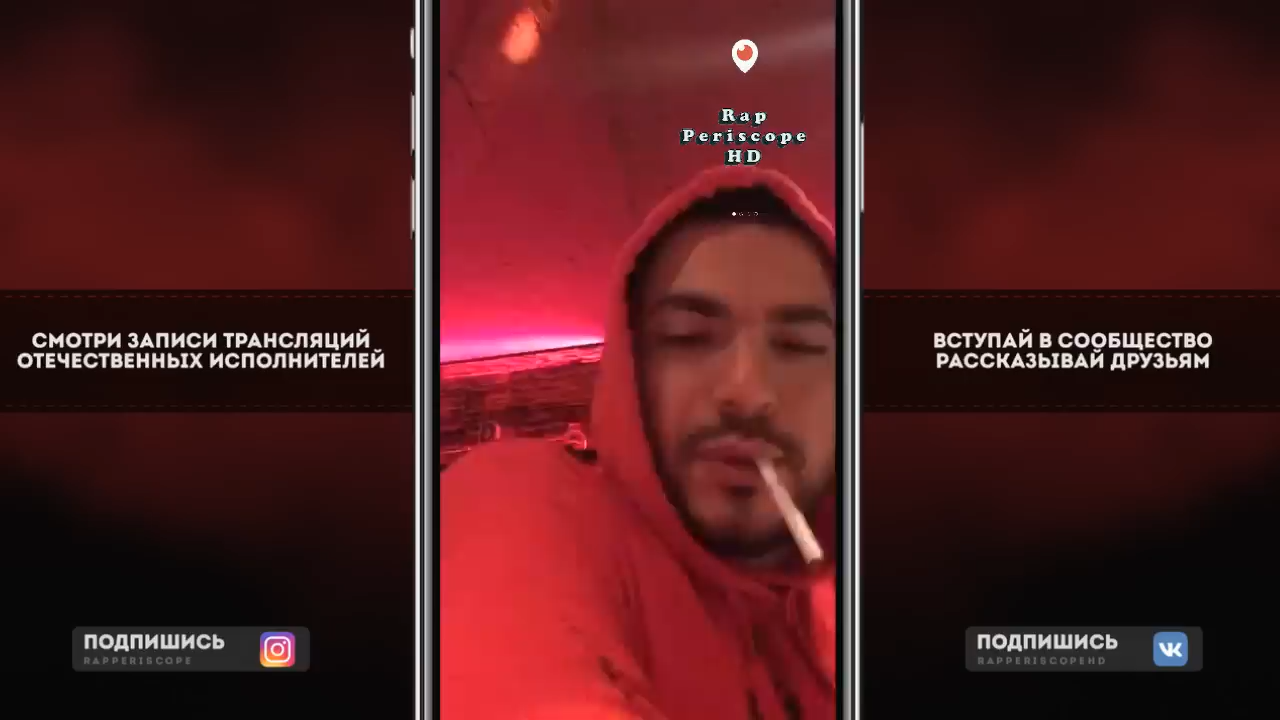 Rap
Periscope
HD
СМОТРИ ЗАПИСИ ТРАНСЛЯЦИЙ
ОТЕЧЕСТВЕННЫХ ИСПОЛНИТЕЛЕЙ
ВСТУПАЙ В СООБЩЕСТВО
РАССКАЗЫВАЙ ДРУЗЬЯМ
ПОДПИШИСЬ
RAPPERISCOPE
ПОДПИШИСЬ
RAPPERISCOPEHD